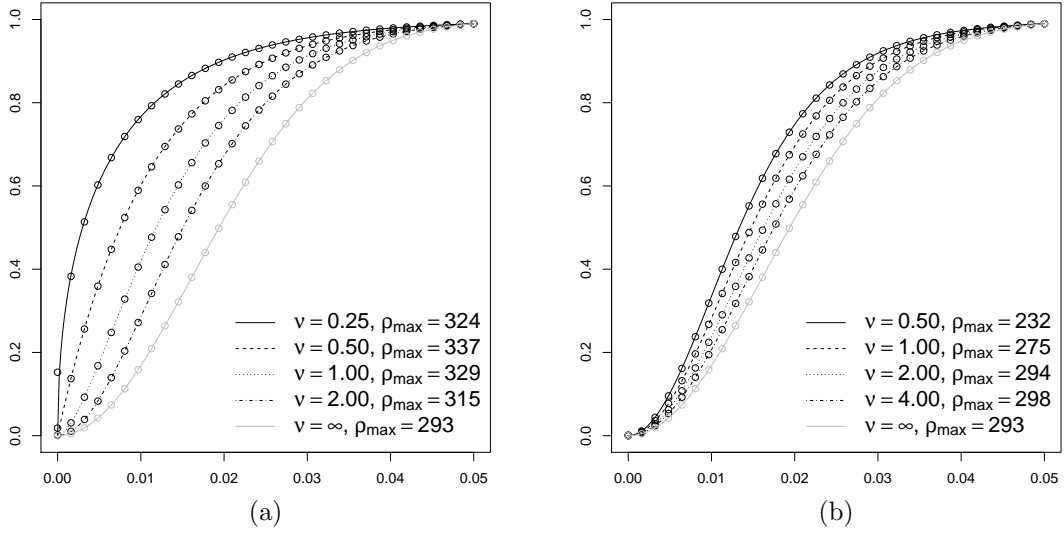 1.0
0.8
0.6
0.4
0.2
0.0
0.00 0.01 0.02 0.03 0.04 0.05
ν = 0.25, ρmax = 324
ν = 0.50, ρmax = 337
ν = 1.00, ρmax = 329
ν = 2.00, ρmax = 315
ν = ∞, ρmax = 293
(a)
1.0
0.8
0.6
0.4
0.2
0.0
0.00 0.01 0.02 0.03 0.04 0.05
ν = 0.50, ρmax = 232
ν = 1.00, ρmax = 275
ν = 2.00, ρmax = 294
ν = 4.00, ρmax = 298
ν = ∞, ρmax = 293
(b)